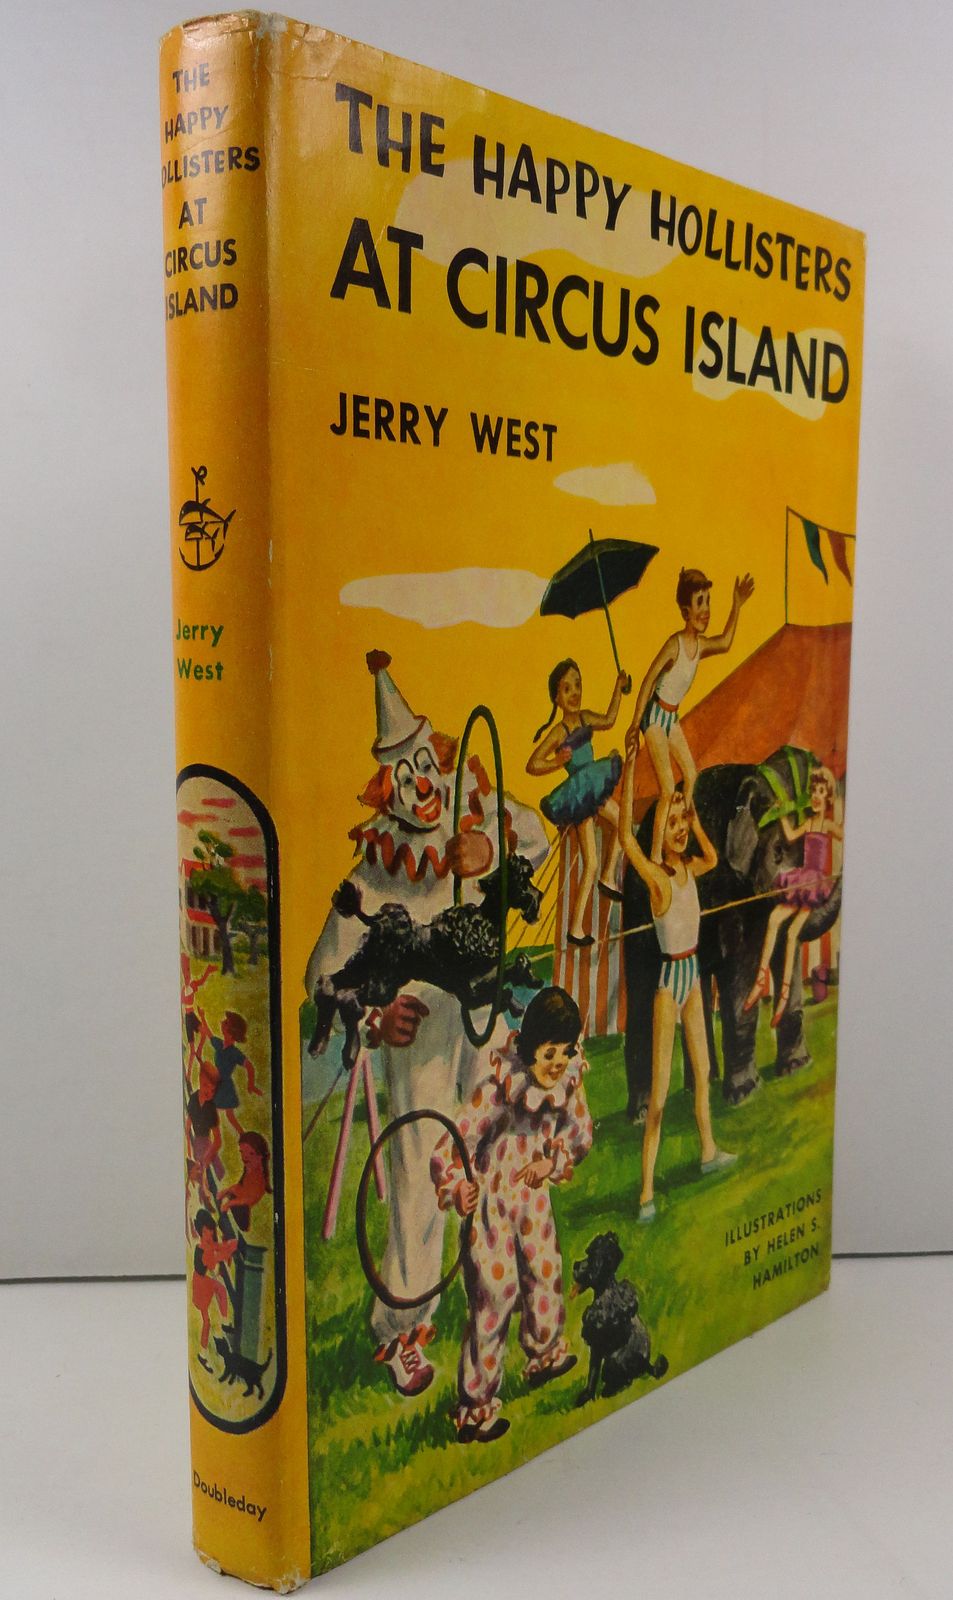 THE
HAPPY
OLLISTERS
AT
CIRCUS
ISLAND
Jerry
West
Doubleday
THE HAPPY HOLLISTERS
AT CIRCUS ISLAND
JERRY WEST
ILLUSTRATIONS
BY HELEN S.
HAMILTON